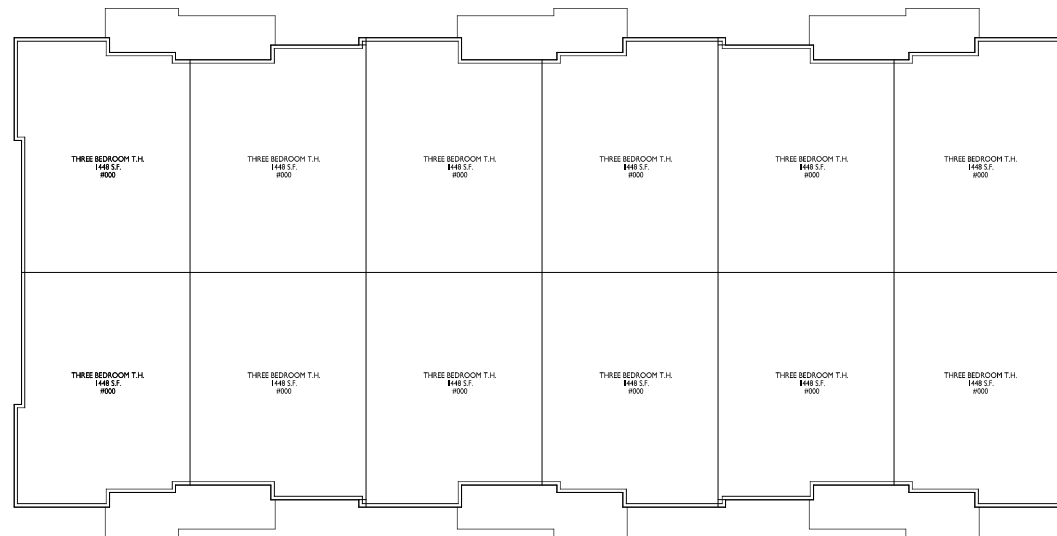 THREE BEDROOM T.H.
1448 S.F.
#000
THREE BEDROOM T.H.
1448 S.F.
#000
THREE BEDROOM T.H.
1448 S.F.
#000
THREE BEDROOM T.H.
1448 S.F.
#000
THREE BEDROOM T.H.
1448 S.F.
#000
THREE BEDROOM T.H.
1448 S.F.
#000
THREE BEDROOM T.H.
1448 S.F.
#000
THREE BEDROOM T.H.
1448 S.F.
#000
THREE BEDROOM T.H.
1448 S.F.
#000
THREE BEDROOM T.H.
1448 S.F.
#000
THREE BEDROOM T.H.
1448 S.F.
#000
THREE BEDROOM T.H.
1448 S.F.
#000